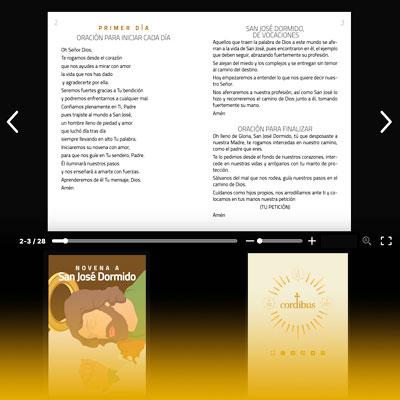 2
PRIMER DÍA
ORACIÓN PARA INICIAR CADA DÍA
Oh Señor Dios,
Te rogamos desde el corazón
que nos ayudes a mirar con amor
la vida que nos has dado
y agradecerte por ella.
Seremos fuertes gracias a Tu bendición
y podremos enfrentarnos a cualquier mal
Confiamos plenamente en Ti, Padre
pues trajiste al mundo a San José,
un hombre lleno de piedad y amor
que luchó día tras día
siempre llevando en alto Tu palabra.
Iniciaremos su novena con amor,
para que nos guíe en Tu sendero, Padre.
Él iluminará nuestros pasos
y nos enseñará a amarte con fuerzas.
Aprenderemos de él Tu mensaje, Dios.
Amén
3
SAN JOSÉ DORMIDO,
DE VOCACIONES
Aquellos que traen la palabra de Dios a este mundo se afe-
rran a la vida de San José, pues encontraron en él, el ejemplo
que deben seguir, abrazando fuertemente su profesión.
Se alejan del miedo y los complejos y se entregan sin temor
al camino del destino.
Hoy empezaremos a entender lo que nos quiere decir nues-
tro Señor.
Nos aferraremos a nuestra profesión, así como San José lo
hizo y recorreremos el camino de Dios junto a él, tomando
fuertemente su mano.
Amén
ORACIÓN PARA FINALIZAR
Oh lleno de Gloria, San José Dormido, tú que desposaste a
nuestra Madre, te rogamos intercedas en nuestro camino,
como el padre que eres.
Te lo pedimos desde el fondo de nuestros corazones, inter-
cede en nuestras vidas y arrópanos con tu manto de pro-
tección.
Sálvanos del mal que nos rodea, guía nuestros pasos en el
camino de Dios.
Cuídanos como hijos propios, nos arrodillamos ante ti y co-
locamos en tus manos nuestra petición
(TU PETICIÓN)
Amén
2-3 / 28
NOVENA A
San José Dormido
cordibus